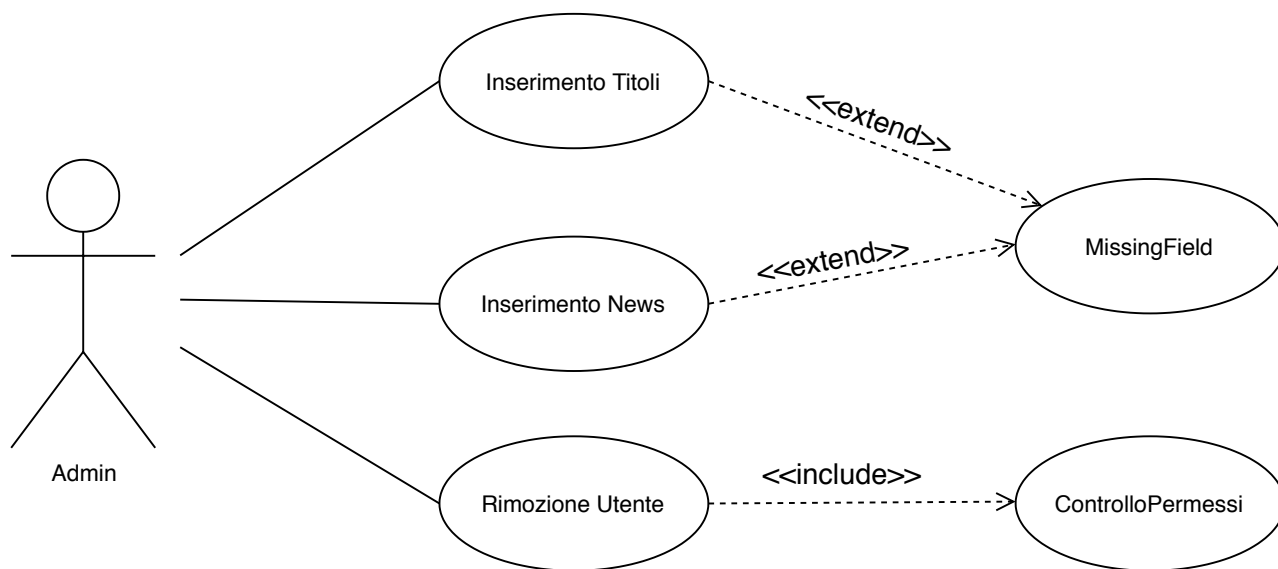 Inserimento Titoli
<<extend>>
MissingField
<<extend>>
Inserimento News
Admin
Rimozione Utente
<<include>>
ControlloPermessi